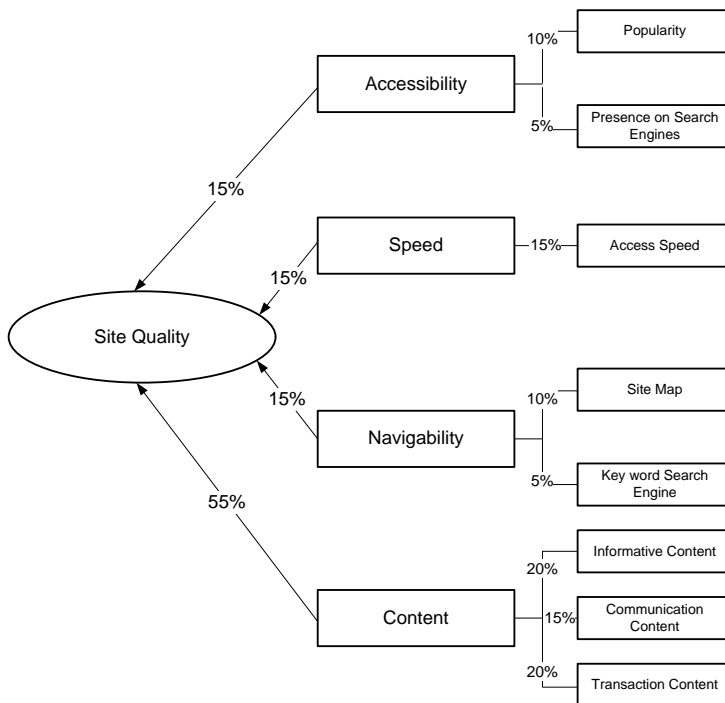 10%
Popularity
Accessibility
5%
Presence on Search
Engines
15%
Speed
15%
Access Speed
15%
Site Quality
10%
Site Map
15%
Navigability
5%
Key word Search
Engine
55%
Informative Content
20%
Content
15%
Communication
Content
20%
Transaction Content